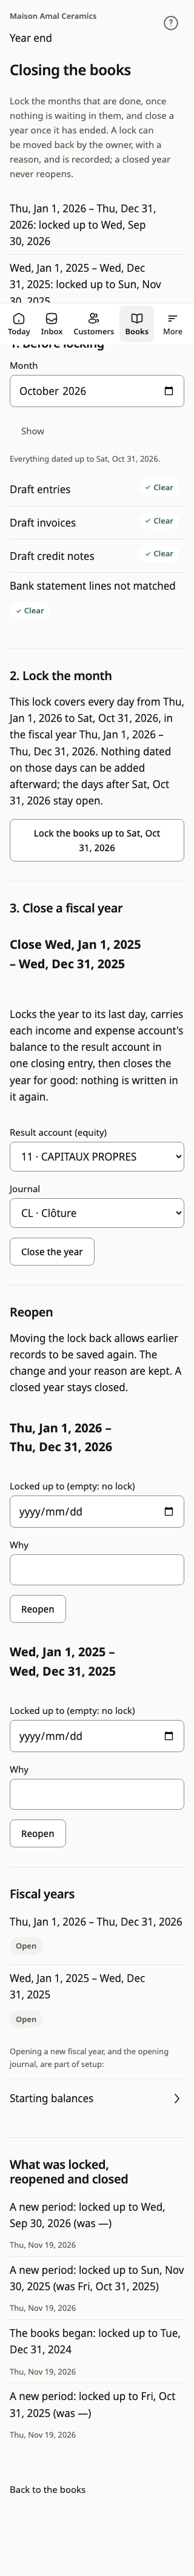 Maison Amal Ceramics
?
Year end
Closing the books
Lock the months that are done, once
nothing is waiting in them, and close a
year once it has ended. A lock can
be moved back by the owner, with a
reason, and is recorded; a closed year
never reopens.
Thu, Jan 1, 2026 – Thu, Dec 31,
2026: locked up to Wed, Sep
30, 2026
Wed, Jan 1, 2025 – Wed, Dec
31, 2025: locked up to Sun, Nov
30, 2025
Today
Inbox
Customers
Books
More
1. Before locking
Month
October 2026
Show
Everything dated up to Sat, Oct 31, 2026.
Draft entries
Clear
Draft invoices
Clear
Draft credit notes
Clear
Bank statement lines not matched
Clear
2. Lock the month
This lock covers every day from Thu,
Jan 1, 2026 to Sat, Oct 31, 2026, in
the fiscal year Thu, Jan 1, 2026 –
Thu, Dec 31, 2026. Nothing dated
on those days can be added
afterward; the days after Sat, Oct
31, 2026 stay open.
Lock the books up to Sat, Oct
31, 2026
3. Close a fiscal year
Close Wed, Jan 1, 2025
– Wed, Dec 31, 2025
Locks the year to its last day, carries
each income and expense account's
balance to the result account in
one closing entry, then closes the
year for good: nothing is written in
it again.
Result account (equity)
11 · CAPITAUX PROPRES
Journal
CL · Clôture
Close the year
Reopen
Moving the lock back allows earlier
records to be saved again. The
change and your reason are kept. A
closed year stays closed.
Thu, Jan 1, 2026 –
Thu, Dec 31, 2026
Locked up to (empty: no lock)
yyyy/mm/dd
Why
Reopen
Wed, Jan 1, 2025 –
Wed, Dec 31, 2025
Locked up to (empty: no lock)
yyyy/mm/dd
Why
Reopen
Fiscal years
Thu, Jan 1, 2026 – Thu, Dec 31, 2026
Open
Wed, Jan 1, 2025 – Wed, Dec
31, 2025
Open
Opening a new fiscal year, and the opening
journal, are part of setup:
Starting balances
What was locked,
reopened and closed
A new period: locked up to Wed,
Sep 30, 2026 (was —)
Thu, Nov 19, 2026
A new period: locked up to Sun, Nov
30, 2025 (was Fri, Oct 31, 2025)
Thu, Nov 19, 2026
The books began: locked up to Tue,
Dec 31, 2024
Thu, Nov 19, 2026
A new period: locked up to Fri, Oct
31, 2025 (was —)
Thu, Nov 19, 2026
Back to the books